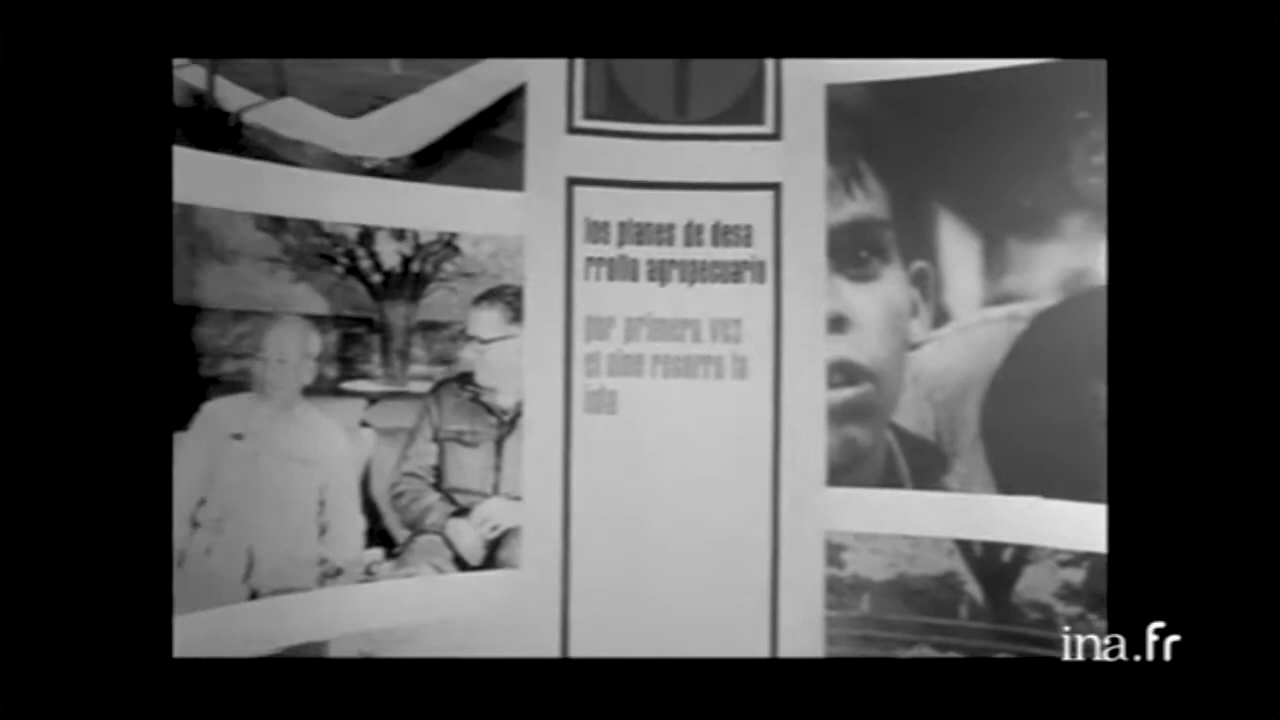 los planes de desa
rrollo agropecuario
por primera vez
el cine recorre la
isla
ina.fr